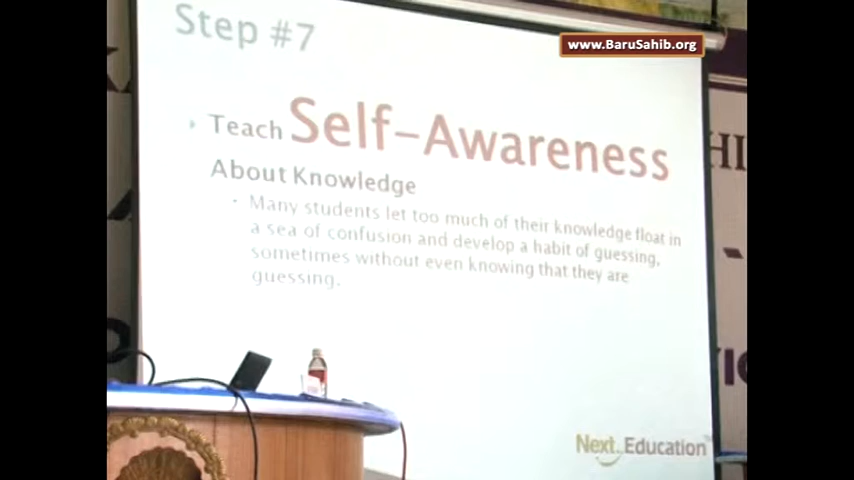 Step #7
www.BaruSahib.org
Teach Self-Awareness
About Knowledge
Many students let too much of their knowledge float in
a sea of confusion and develop a habit of guessing,
sometimes without even knowing that they are
guessing.
Next Education